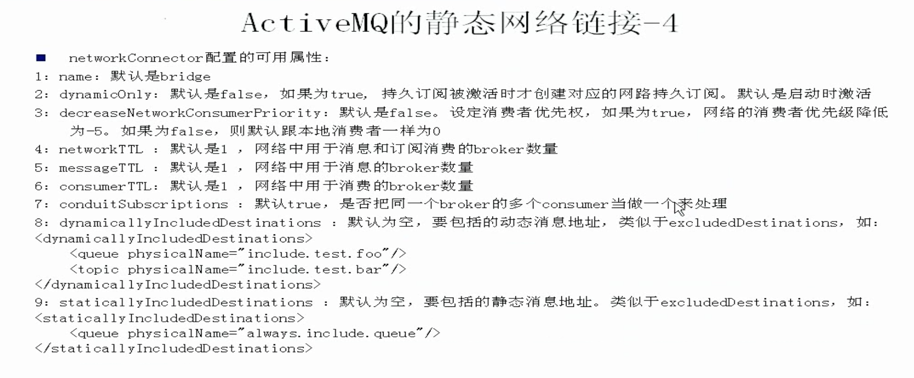 ActiveMQ的静态网络链接-4
■ networkConnector配置的可用属性：
1：name：默认是bridge
2：dynamicOnly：默认是false，如果为true, 持久订阅被激活时才创建对应的网路持久订阅。默认是启动时激活
3：decreaseNetworkConsumerPriority：默认是false。设定消费者优先权，如果为true，网络的消费者优先级降低
为-5。如果为false，则默认跟本地消费者一样为0
4：networkTTL ：默认是1 ，网络中用于消息和订阅消费的broker数量
5：messageTTL ：默认是1 ，网络中用于消息的broker数量
6：consumerTTL：默认是1 ，网络中用于消费的broker数量
7：conduitSubscriptions ：默认true，是否把同一个broker的多个consumer当做一个来处理
8：dynamicallyIncludedDestinations ：默认为空，要包括的动态消息地址，类似于excludedDestinations，如：
<dynamicallyIncludedDestinations>
<queue physicalName="include.test.foo"/>
<topic physicalName="include.test.bar"/>
</dynamicallyIncludedDestinations>
9：staticallyIncludedDestinations ：默认为空，要包括的静态消息地址。类似于excludedDestinations，如：
<staticallyIncludedDestinations>
<queue physicalName="always.include.queue"/>
</staticallyIncludedDestinations>